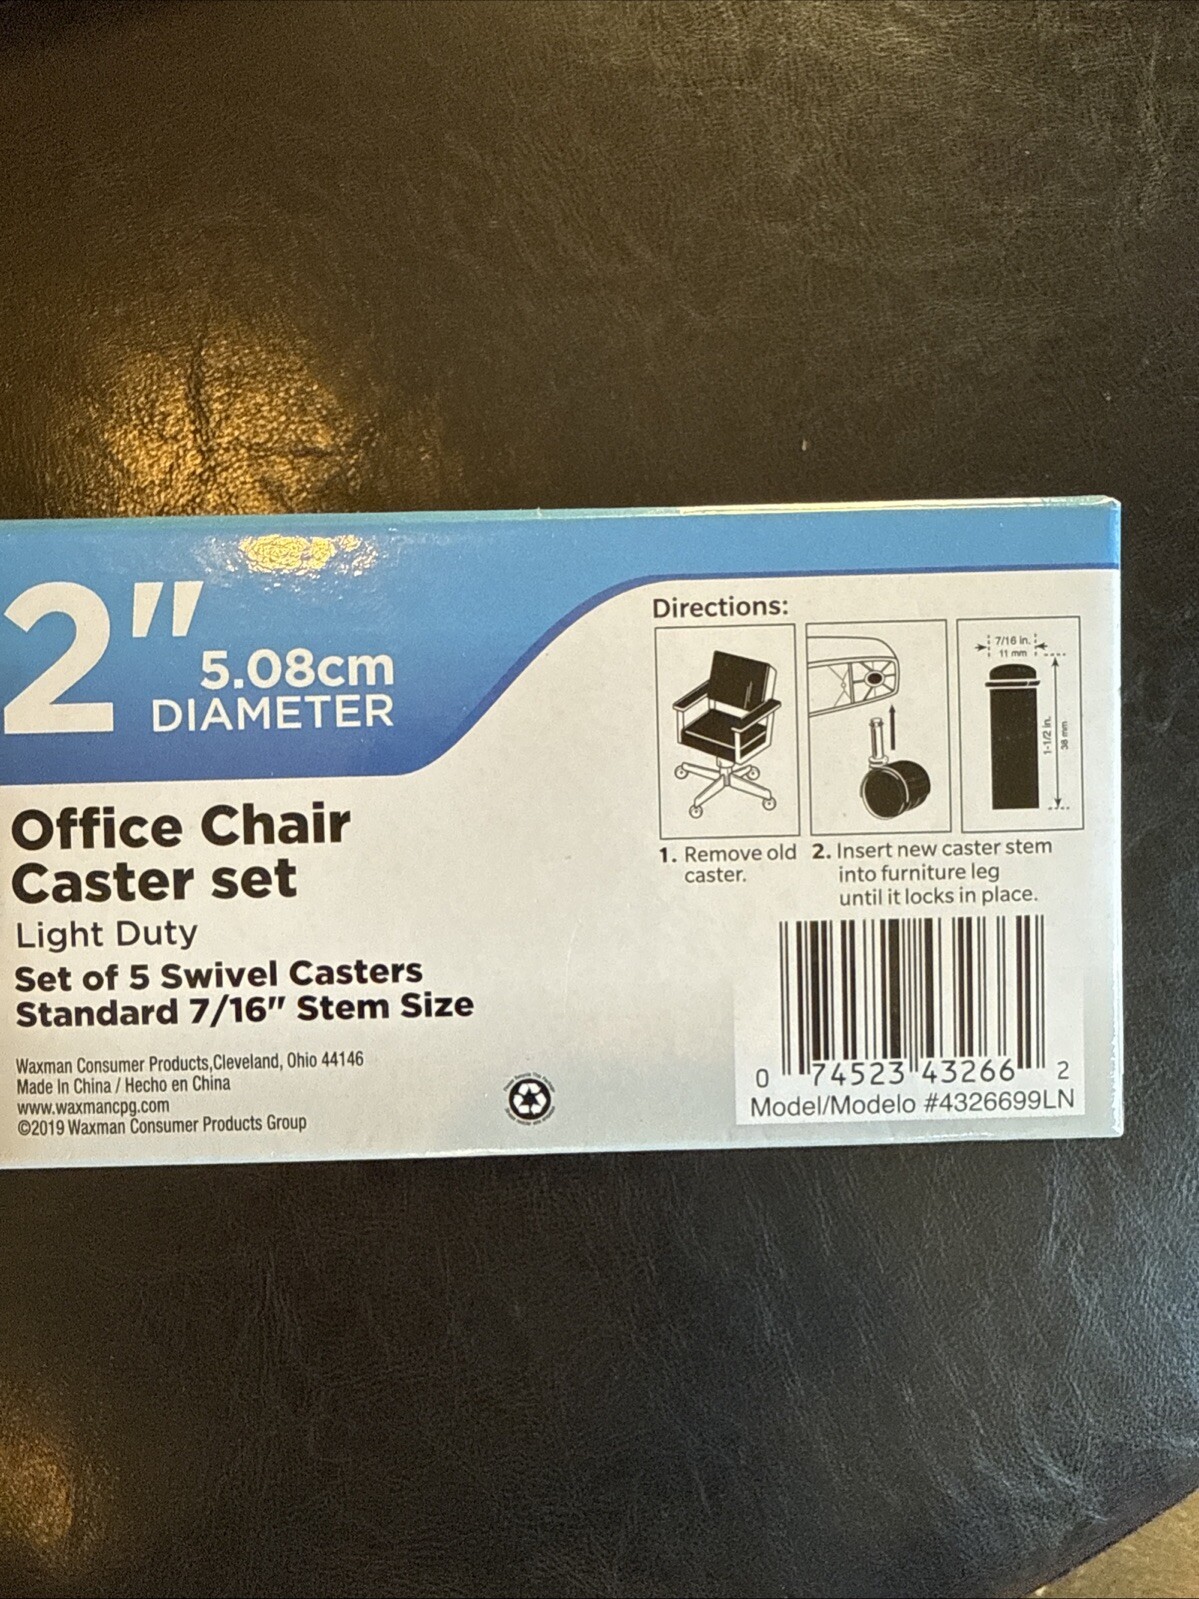 2"
5.08cm
DIAMETER
Office Chair
Caster set
Light Duty
Set of 5 Swivel Casters
Standard 7/16" Stem Size
Waxman Consumer Products,Cleveland, Ohio 44146
Made In China / Hecho en China
www.waxmancpg.com
©2019 Waxman Consumer Products Group
Directions:
7/16 in.
11 mm
1-1/2 in.
38 mm
1. Remove old
caster.
2. Insert new caster stem
into furniture leg
until it locks in place.
0 74523 43266 2
Model/Modelo #4326699LN